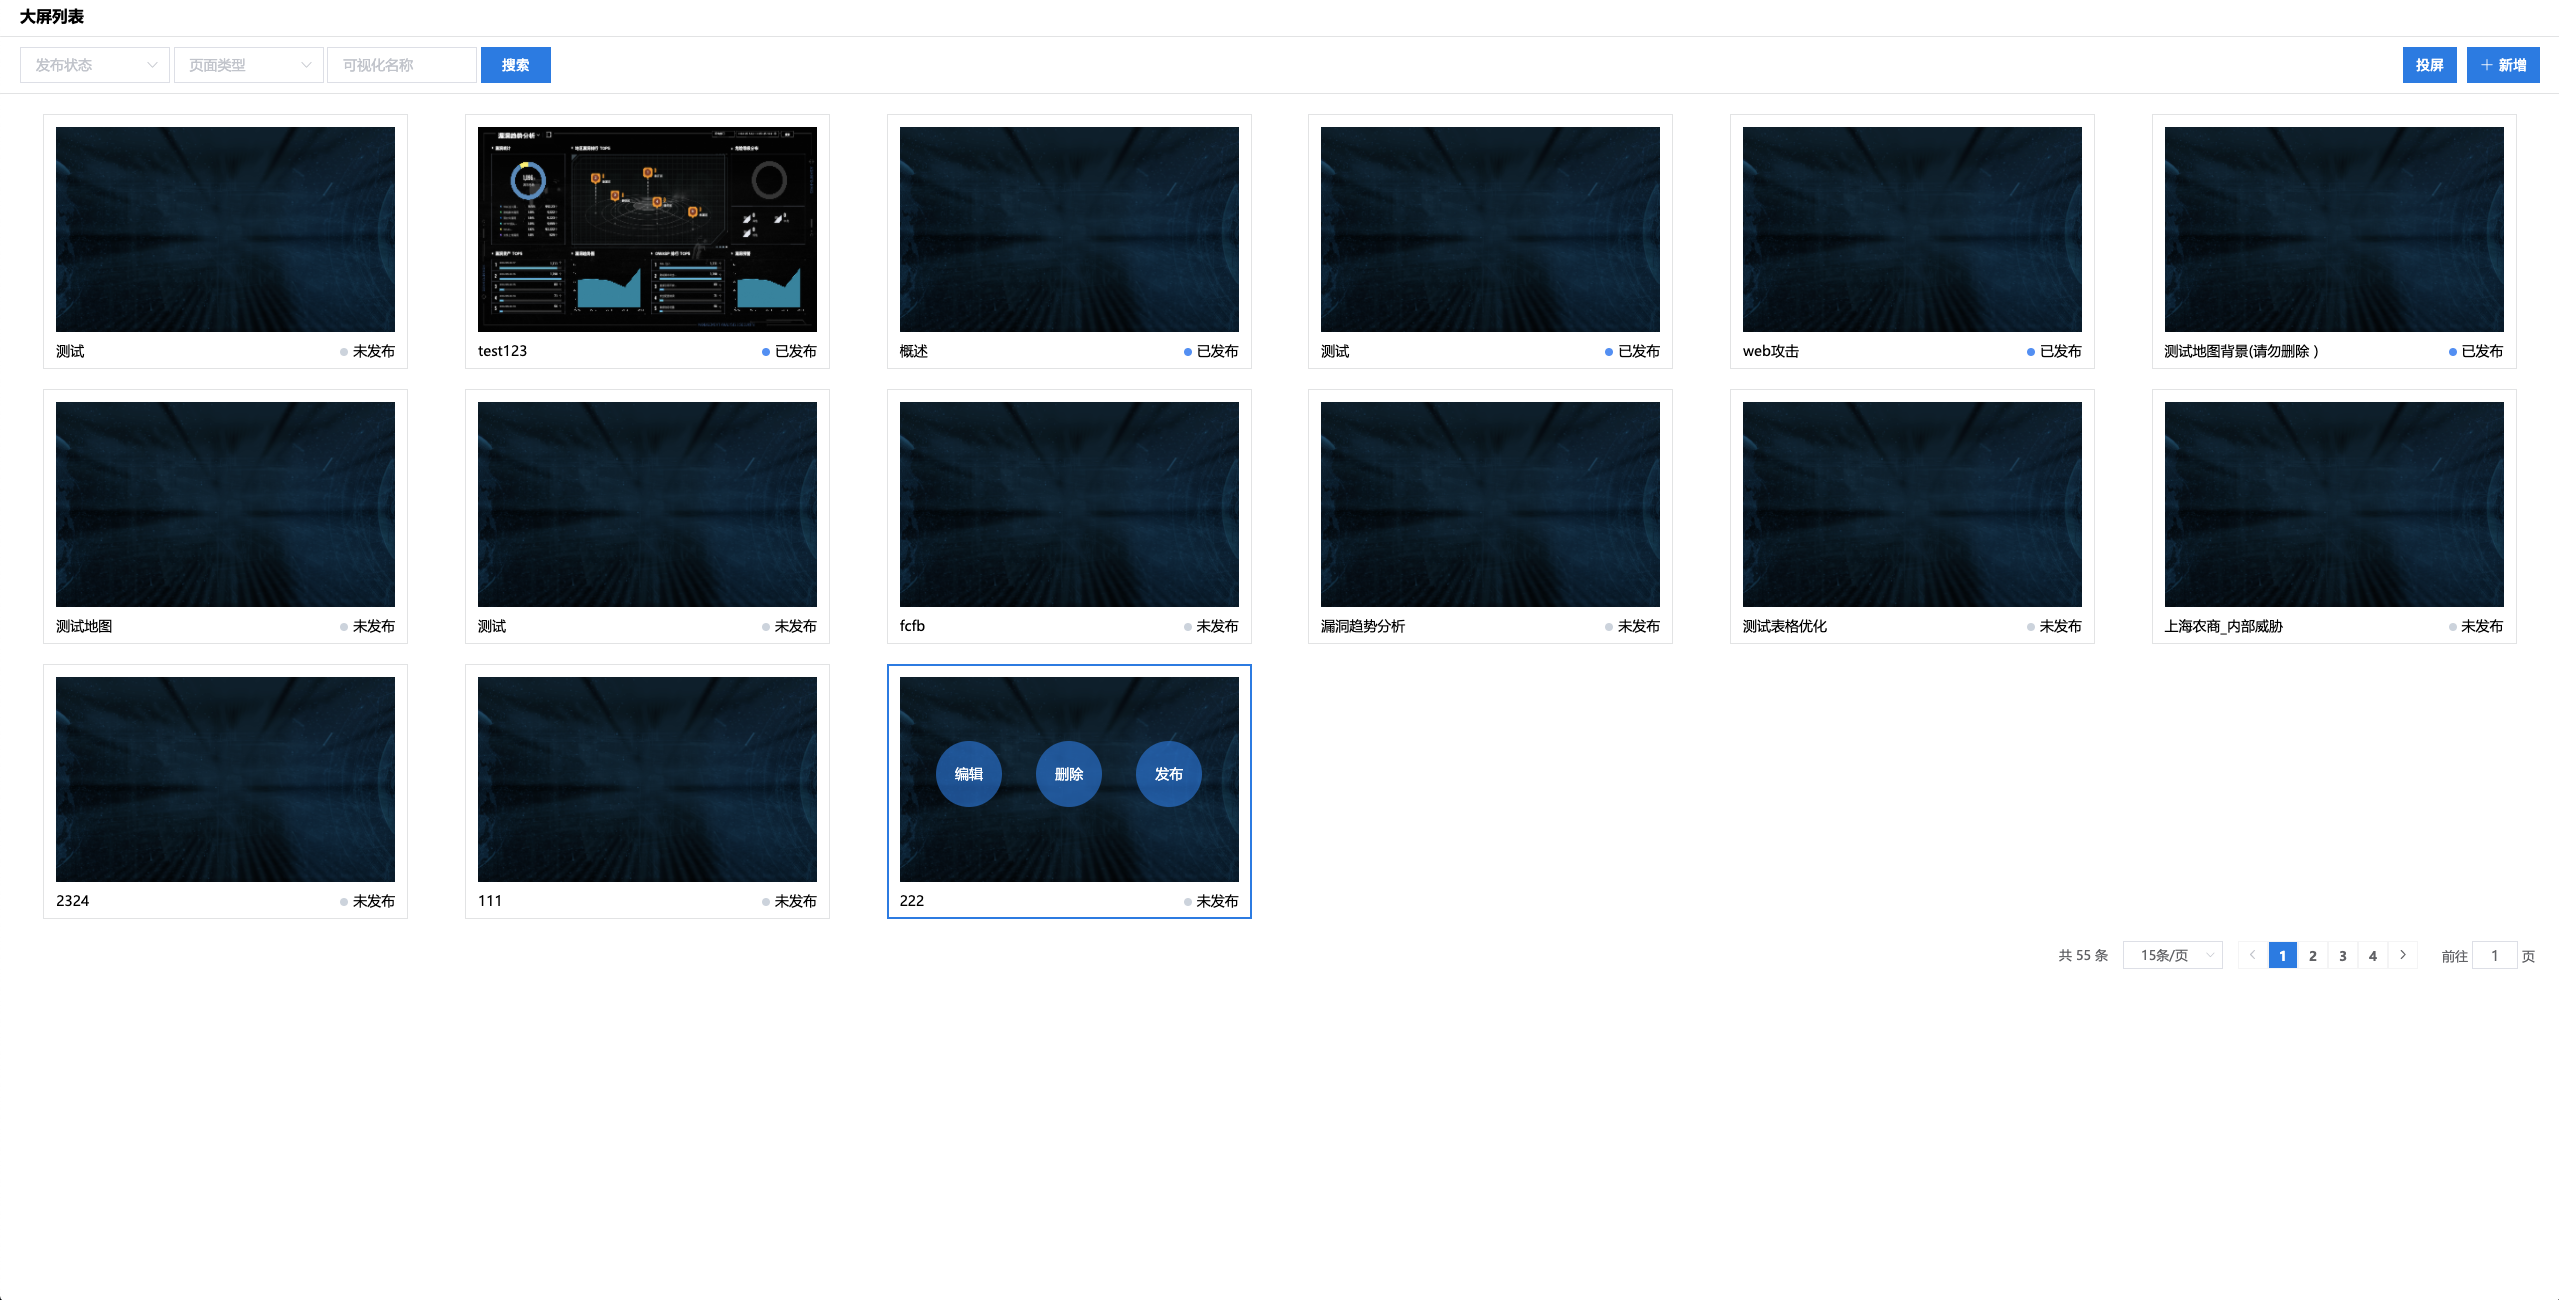 大屏列表
发布状态 页面类型 可视化名称 搜索 投屏 新增
漏洞趋势分析
测试 未发布 test123 已发布 概述 已发布 测试 已发布 web攻击 已发布 测试地图背景(请勿删除 ) 已发布
测试地图 未发布 测试 未发布 fcfb 未发布 漏洞趋势分析 未发布 测试表格优化 未发布 上海农商_内部威胁 未发布
编辑 删除 发布
2324 未发布 111 未发布 222 未发布
共 55 条 15条/页 1 2 3 4 前往 1 页